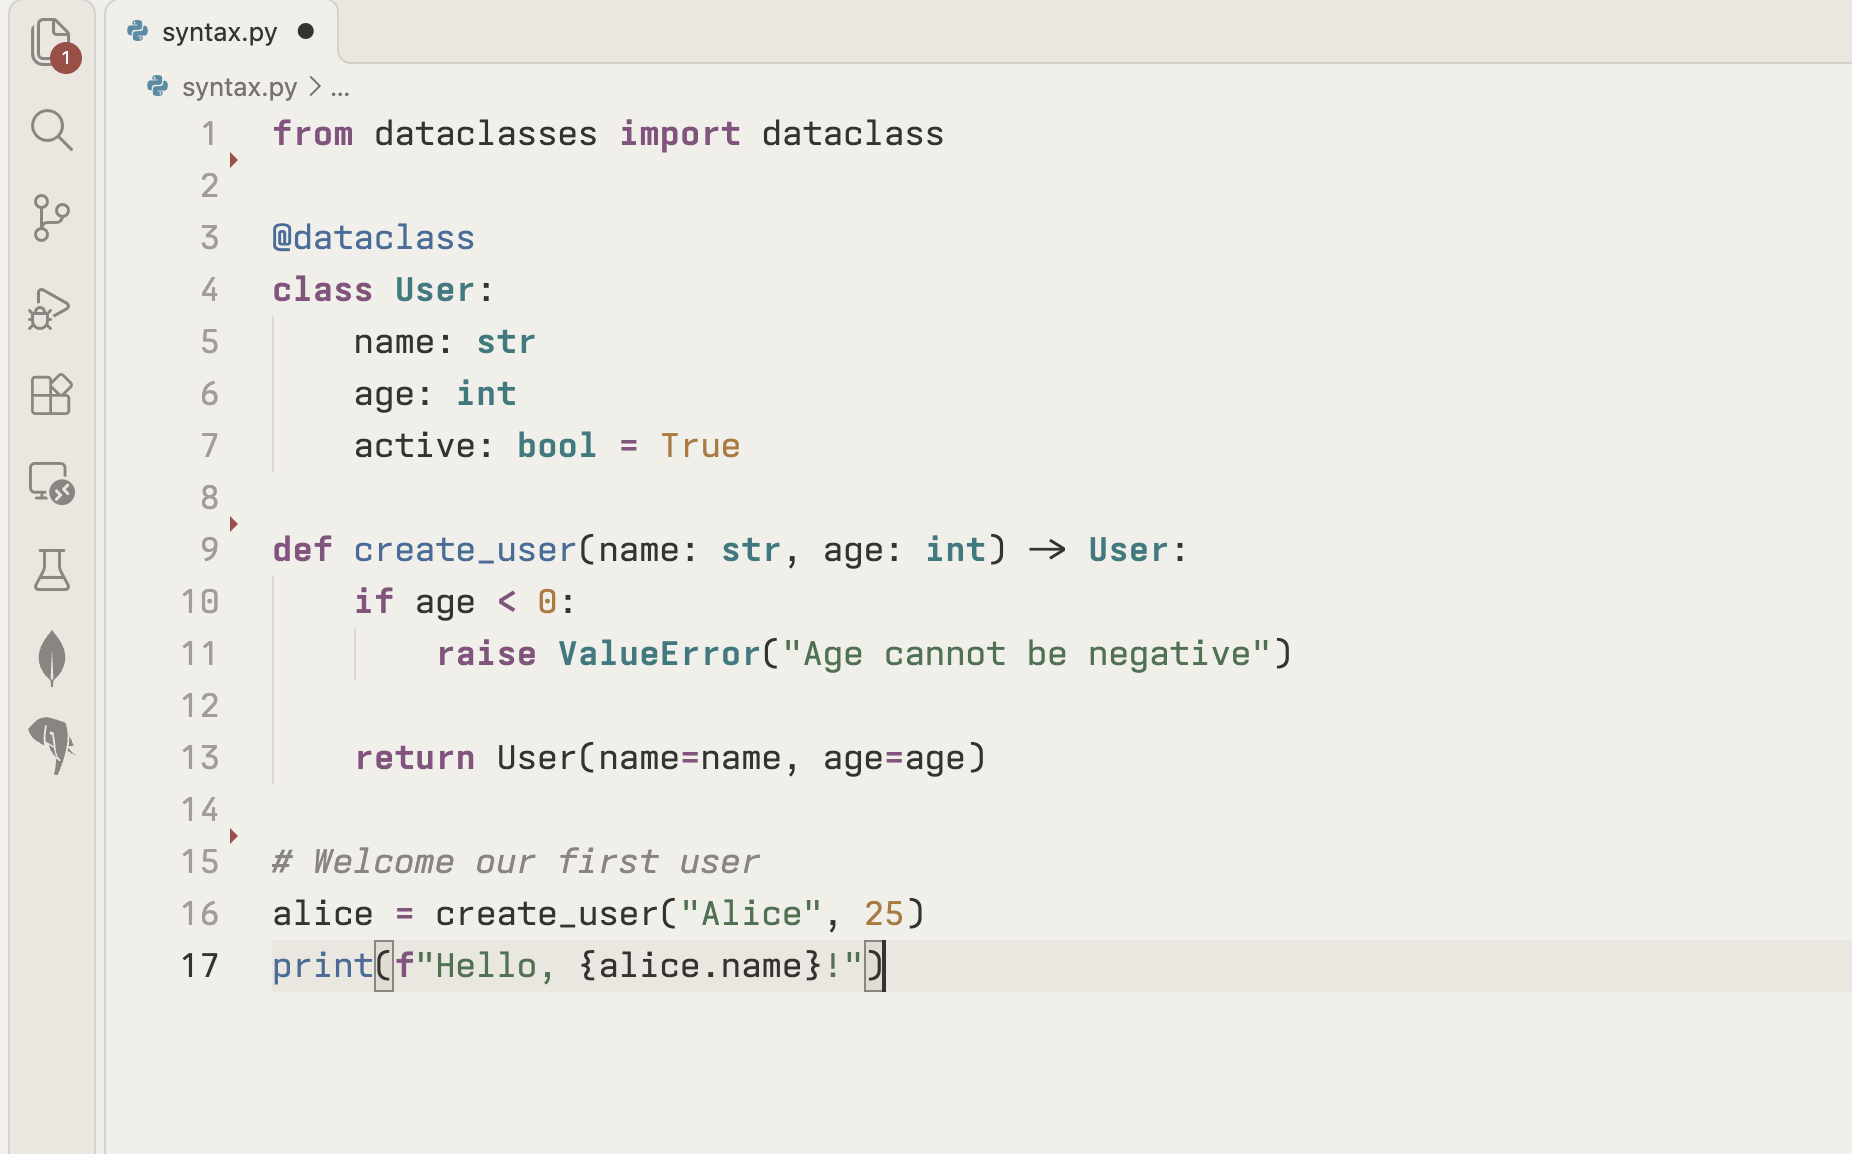 1
syntax.py
syntax.py > ...
1 from dataclasses import dataclass
2
3 @dataclass
4 class User:
5     name: str
6     age: int
7     active: bool = True
8
9 def create_user(name: str, age: int) -> User:
10     if age < 0:
11         raise ValueError("Age cannot be negative")
12
13     return User(name=name, age=age)
14
15 # Welcome our first user
16 alice = create_user("Alice", 25)
17 print(f"Hello, {alice.name}!")